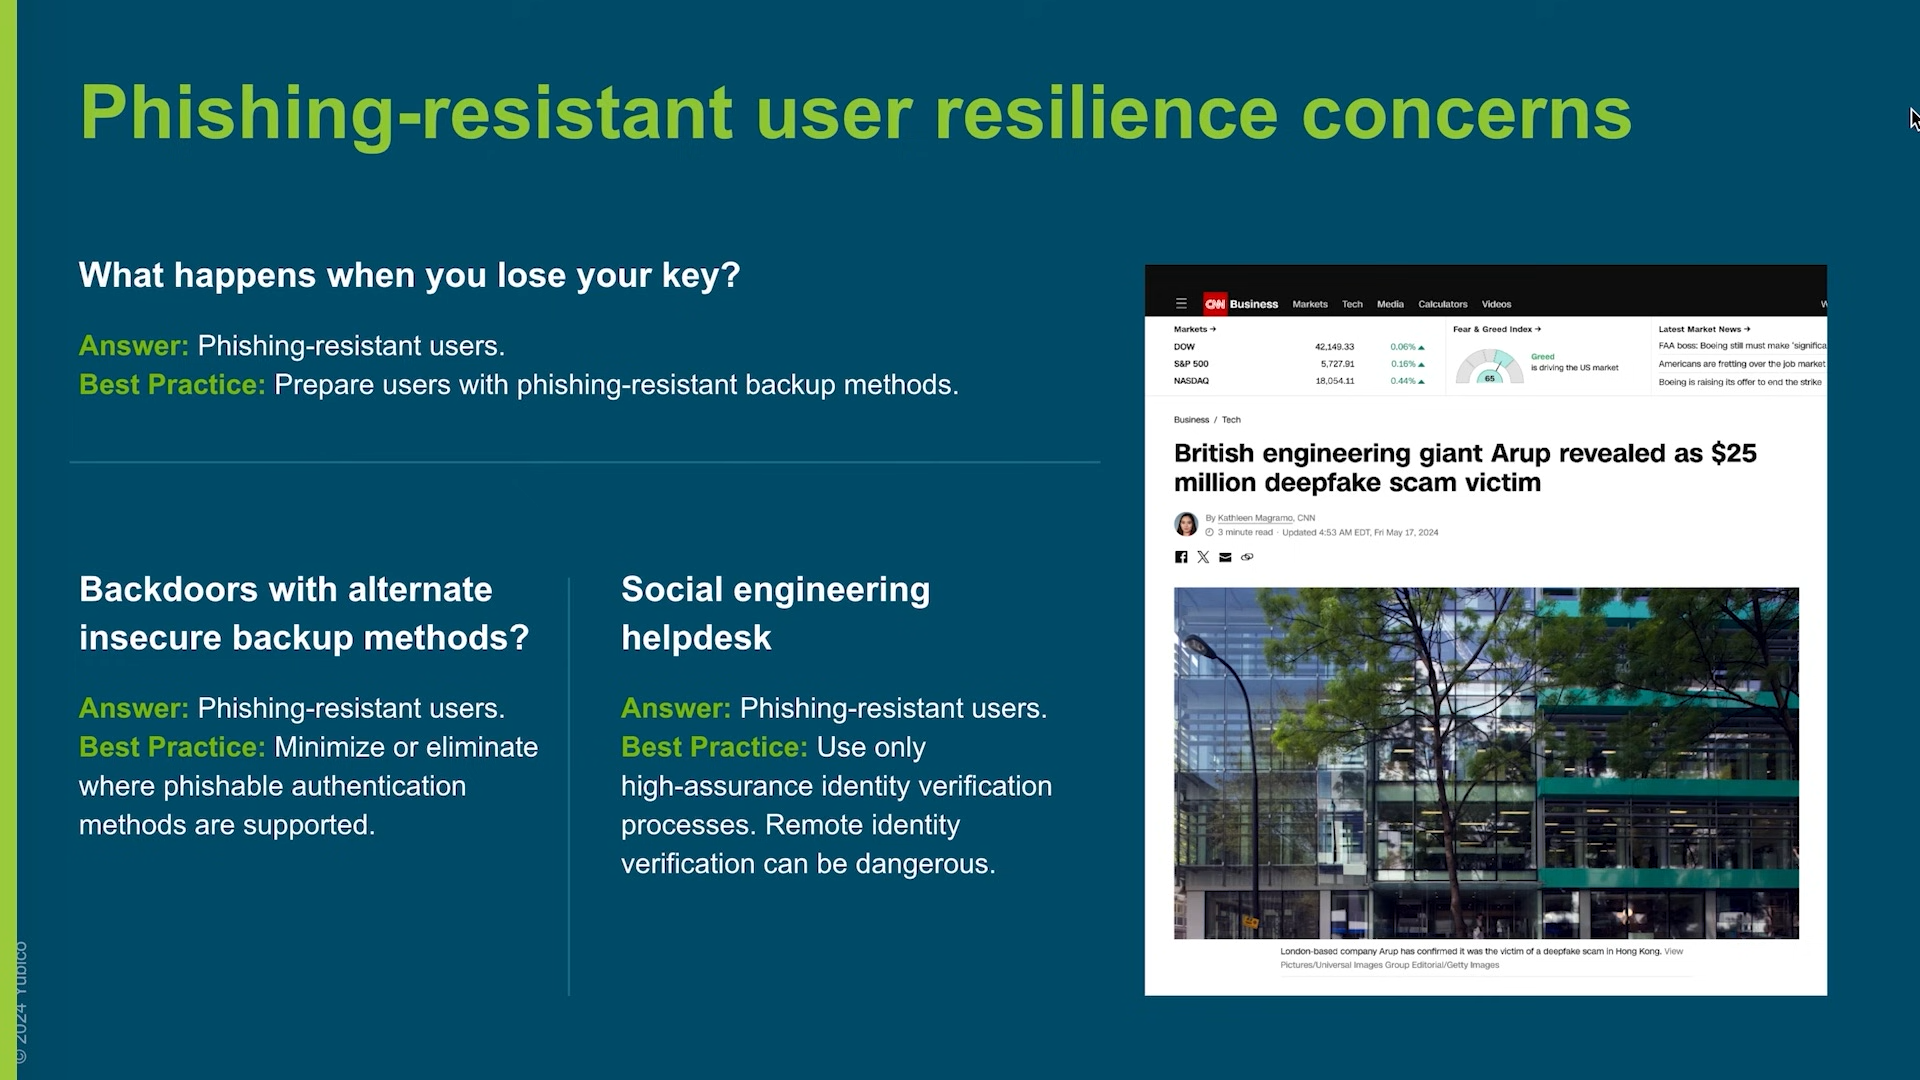 Phishing-resistant user resilience concerns
What happens when you lose your key?
Answer: Phishing-resistant users.
Best Practice: Prepare users with phishing-resistant backup methods.
Backdoors with alternate
insecure backup methods?
Answer: Phishing-resistant users.
Best Practice: Minimize or eliminate
where phishable authentication
methods are supported.
Social engineering
helpdesk
Answer: Phishing-resistant users.
Best Practice: Use only
high-assurance identity verification
processes. Remote identity
verification can be dangerous.
CNN Business Markets Tech Media Calculators Videos
Markets →
DOW 42,149.33 0.06%
S&P 500 5,727.91 0.16%
NASDAQ 18,054.11 0.44%
Fear & Greed Index →
65
Greed
is driving the US market
Latest Market News →
FAA boss: Boeing still must make 'significa
Americans are fretting over the job market
Boeing is raising its offer to end the strike
Business / Tech
British engineering giant Arup revealed as $25
million deepfake scam victim
By Kathleen Magramo, CNN
3 minute read · Updated 4:53 AM EDT, Fri May 17, 2024
London-based company Arup has confirmed it was the victim of a deepfake scam in Hong Kong. View
Pictures/Universal Images Group Editorial/Getty Images
© 2024 Yubico